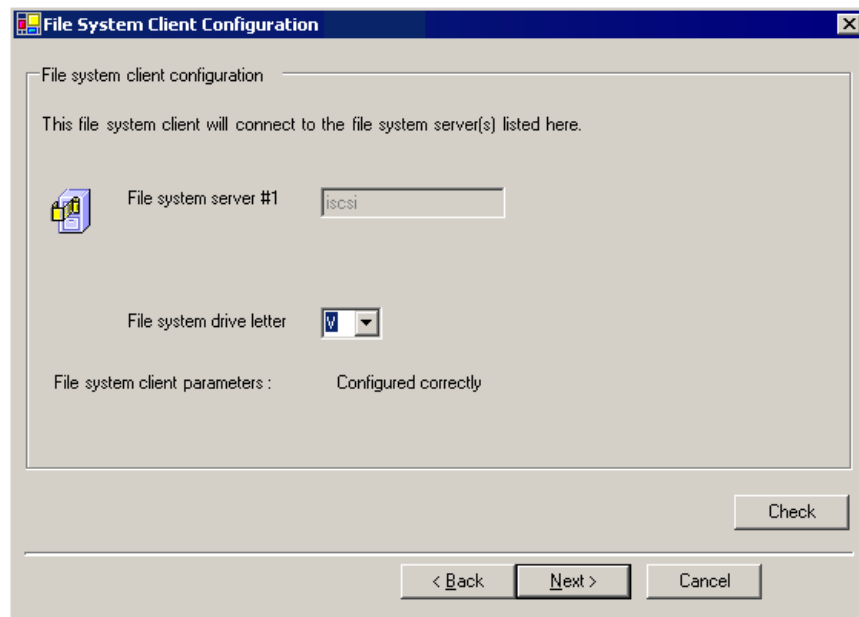 File System Client Configuration
File system client configuration
This file system client will connect to the file system server(s) listed here.
File system server #1 iscsi
File system drive letter V
File system client parameters : Configured correctly
Check
< Back Next > Cancel